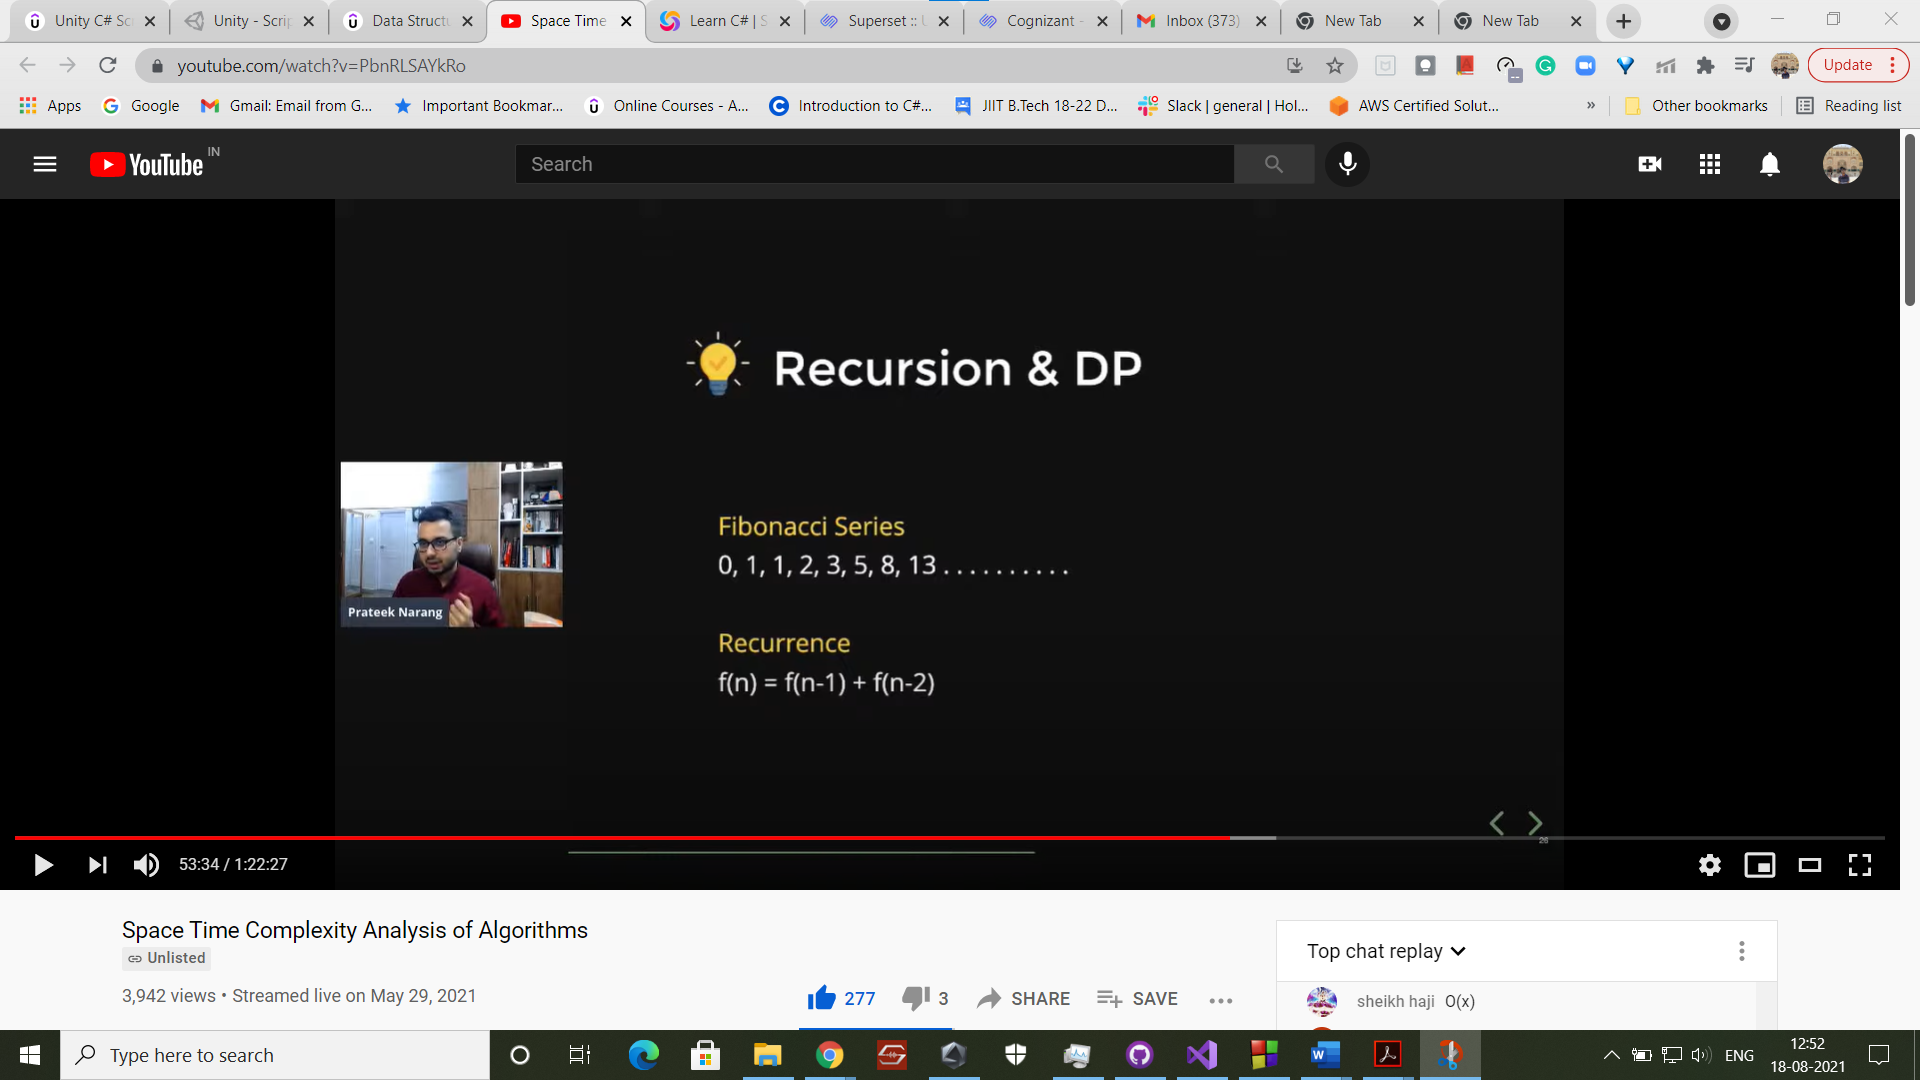 Unity C# Sc
Unity - Scrip
Data Structu
Space Time
Learn C# | S
Superset :: U
Cognizant -
Inbox (373)
New Tab
New Tab
youtube.com/watch?v=PbnRLSAYkRo
Update
Apps
Google
Gmail: Email from G...
Important Bookmar...
Online Courses - A...
Introduction to C#...
JIIT B.Tech 18-22 D...
Slack | general | Hol...
AWS Certified Solut...
»
Other bookmarks
Reading list
YouTube IN
Search
Recursion & DP
Fibonacci Series
0, 1, 1, 2, 3, 5, 8, 13 . . . . . . . . . .
Prateek Narang
Recurrence
f(n) = f(n-1) + f(n-2)
26
53:34 / 1:22:27
Space Time Complexity Analysis of Algorithms
Unlisted
3,942 views • Streamed live on May 29, 2021
277
3
SHARE
SAVE
Top chat replay
sheikh haji O(x)
Type here to search
ENG
12:52
18-08-2021